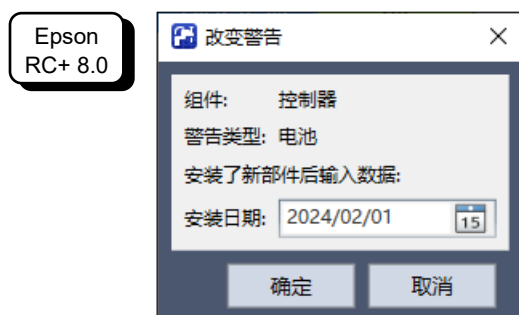 Epson
RC+ 8.0
改变警告
组件: 控制器
警告类型: 电池
安装了新部件后输入数据:
安装日期: 2024/02/01 15
确定 取消